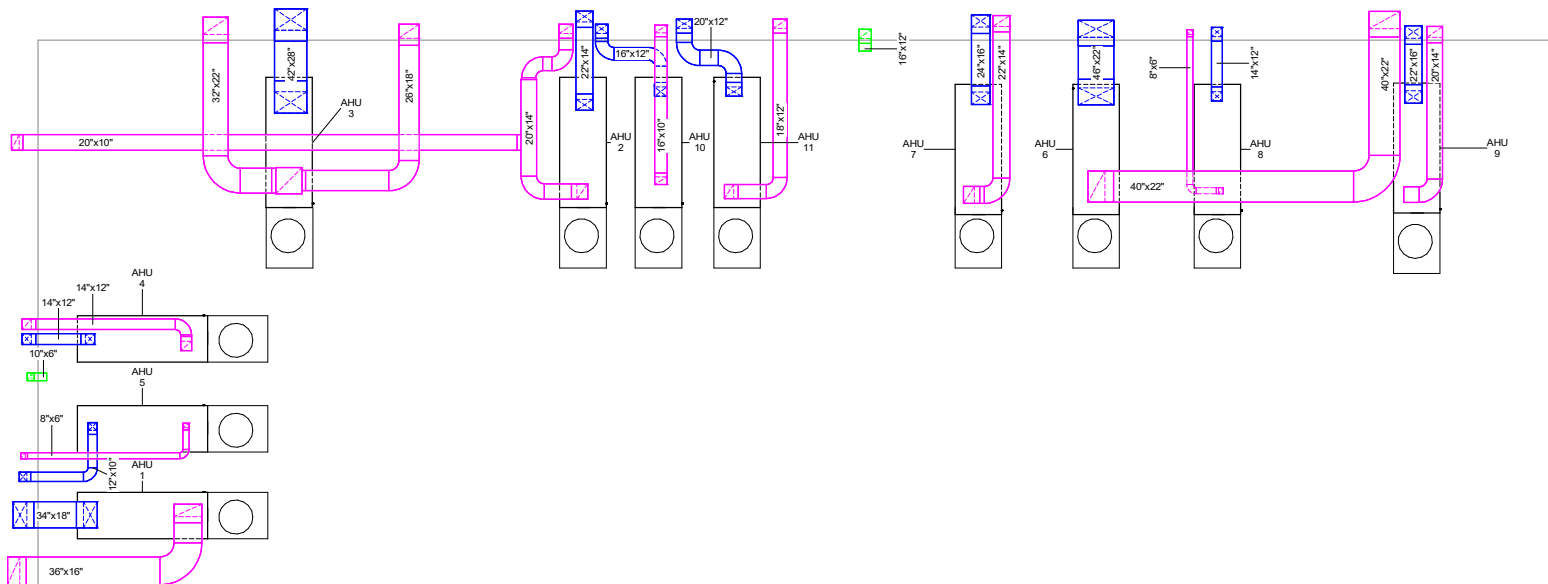 32"x22"
42"x28"
26"x18"
AHU
3
20"x10"
20"x14"
22"x14"
16"x12"
AHU
2
16"x10"
AHU
10
20"x12"
18"x12"
AHU
11
16"x12"
AHU
7
24"x16"
22"x14"
AHU
6
46"x22"
8"x6"
14"x12"
AHU
8
40"x22"
40"x22"
22"x16"
20"x14"
AHU
9
AHU
4
14"x12"
14"x12"
10"x6"
AHU
5
8"x6"
12"x10"
AHU
1
34"x18"
36"x16"